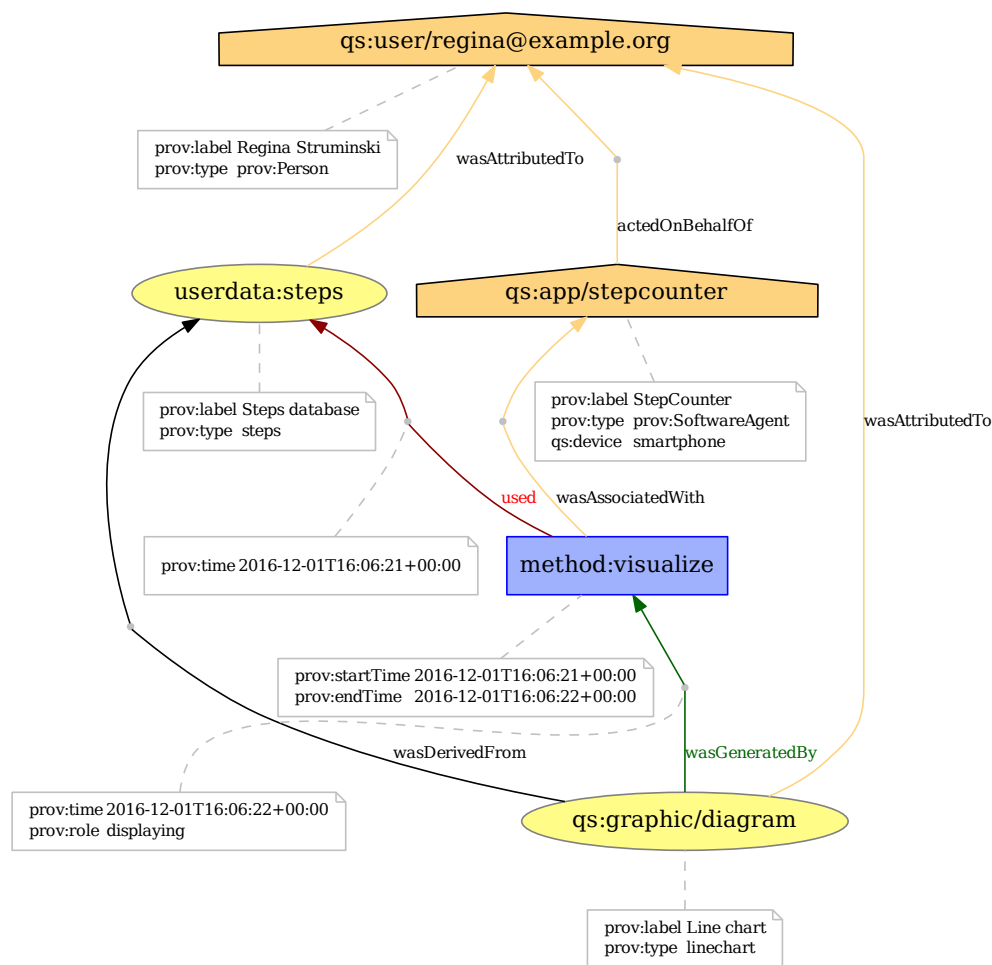 qs:user/regina@example.org
prov:label Regina Struminski
prov:type prov:Person
wasAttributedTo
actedOnBehalfOf
userdata:steps
qs:app/stepcounter
prov:label Steps database
prov:type steps
prov:label StepCounter
prov:type prov:SoftwareAgent
qs:device smartphone
wasAttributedTo
used
wasAssociatedWith
prov:time 2016-12-01T16:06:21+00:00
method:visualize
prov:startTime 2016-12-01T16:06:21+00:00
prov:endTime 2016-12-01T16:06:22+00:00
wasDerivedFrom
wasGeneratedBy
prov:time 2016-12-01T16:06:22+00:00
prov:role displaying
qs:graphic/diagram
prov:label Line chart
prov:type linechart